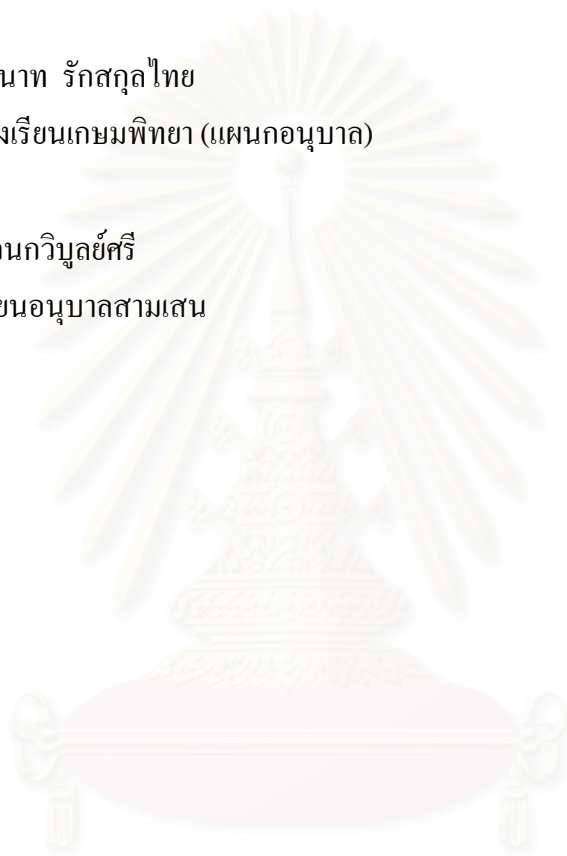 นาท รักสกุลไทย
งเรียนเกษมพิทยา (แผนกอนุบาล)
นกวิบูลย์ศรี
ยนอนุบาลสามเสน